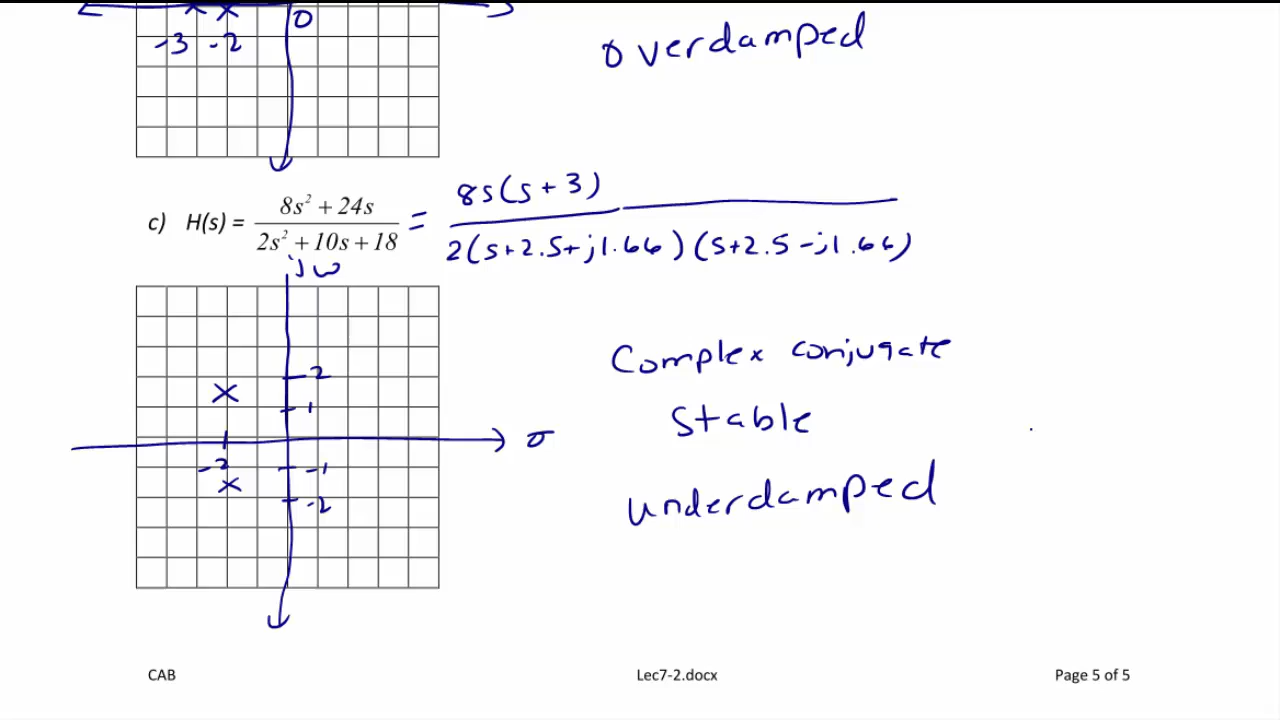 0
-3 -2
overdamped
c) H(s) = 8s² + 24s / 2s² + 10s + 18 = 8s(s + 3) / 2(s+2.5+j1.66)(s+2.5-j1.66)
jω
2
1
σ
-2
-1
-2
Complex conjugate
stable
underdamped
CAB Lec7-2.docx Page 5 of 5